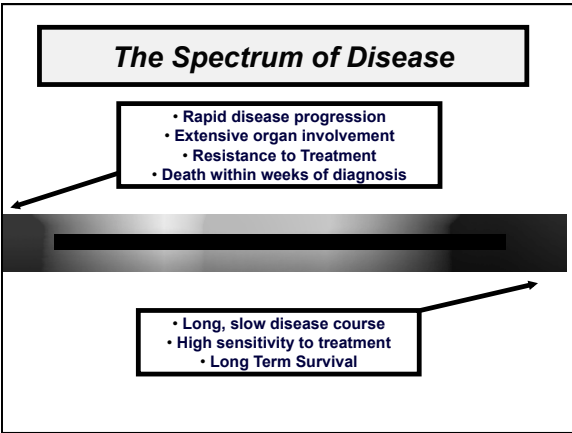 The Spectrum of Disease
• Rapid disease progression
• Extensive organ involvement
• Resistance to Treatment
• Death within weeks of diagnosis
• Long, slow disease course
• High sensitivity to treatment
• Long Term Survival